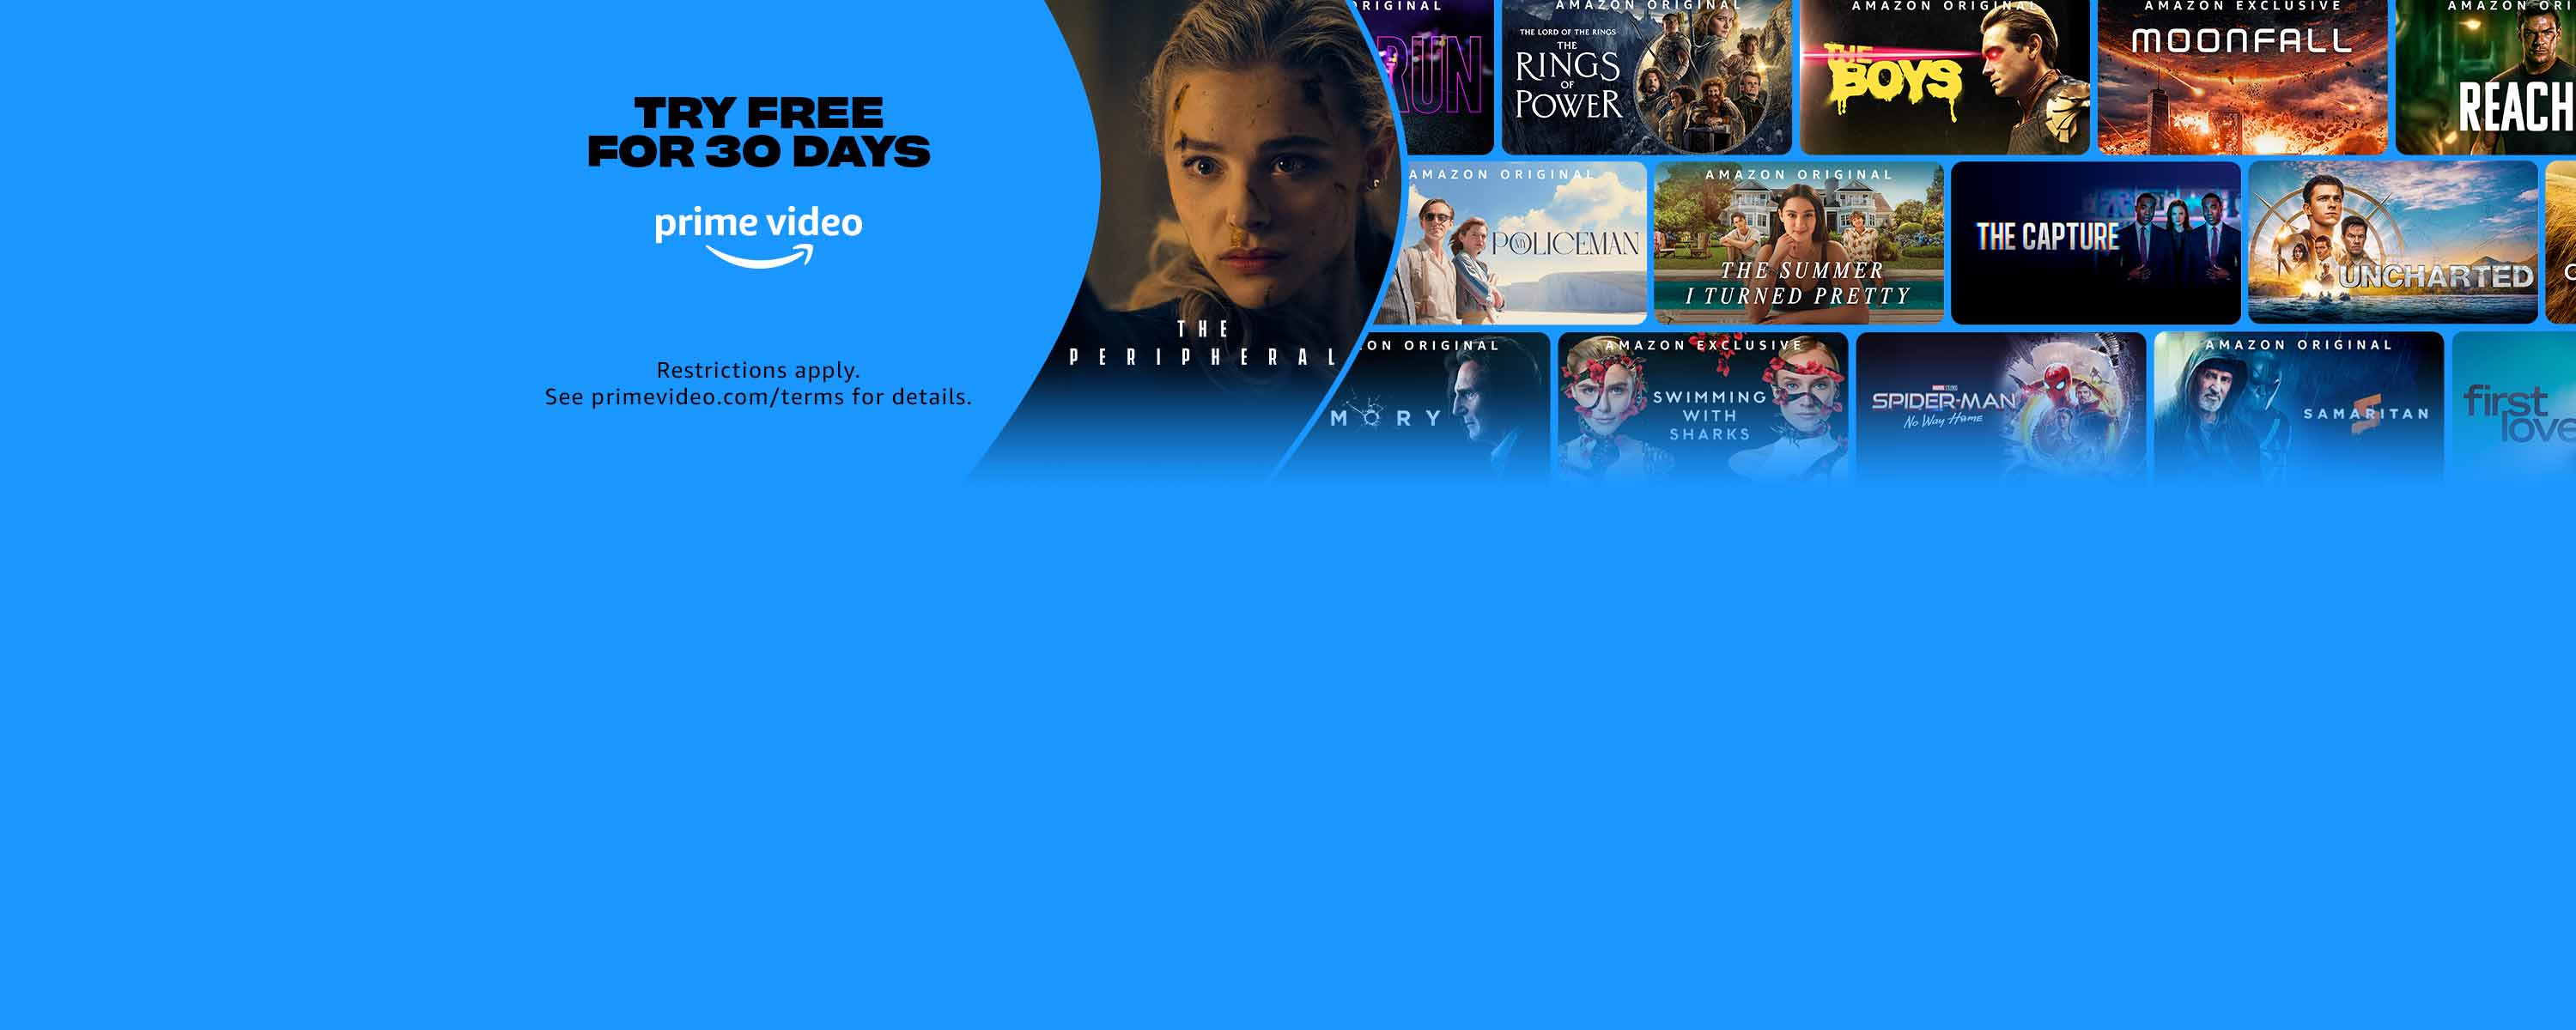 TRY FREE
FOR 30 DAYS
prime video
Restrictions apply.
See primevideo.com/terms for details.
THE
PERIPHERAL
ORIGINAL
RUN
AMAZON ORIGINAL
THE LORD OF THE RINGS
THE
RINGS
OF
POWER
AMAZON ORIGINAL
THE
BOYS
AMAZON EXCLUSIVE
MOONFALL
AMAZON ORI
REACH
AMAZON ORIGINAL
MY POLICEMAN
AMAZON ORIGINAL
THE SUMMER
I TURNED PRETTY
THE CAPTURE
UNCHARTED
ON ORIGINAL
MORY
AMAZON EXCLUSIVE
SWIMMING
WITH
SHARKS
SPIDER-MAN
No Way Home
AMAZON ORIGINAL
SAMARITAN
first
love